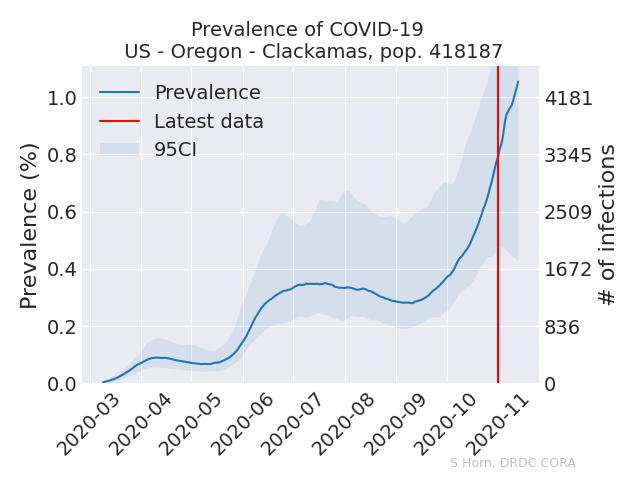 Prevalence of COVID-19
US - Oregon - Clackamas, pop. 418187
Prevalence
Latest data
95CI
Prevalence (%)
1.0
0.8
0.6
0.4
0.2
0.0
4181
3345
2509
1672
836
0
# of infections
2020-03
2020-04
2020-05
2020-06
2020-07
2020-08
2020-09
2020-10
2020-11
S Horn, DRDC CORA